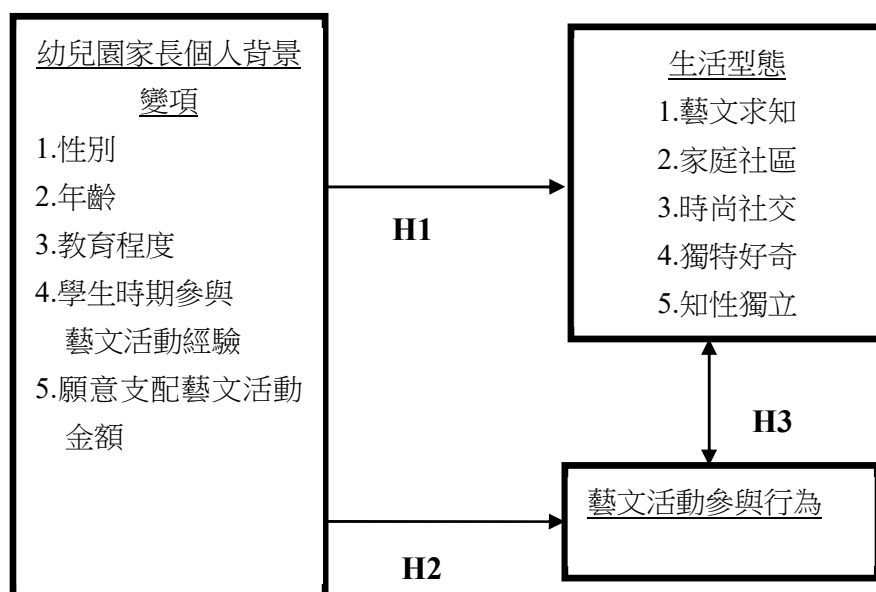 幼兒園家長個人背景
變項
1.性別
2.年齡
3.教育程度
4.學生時期參與
藝文活動經驗
5.願意支配藝文活動
金額
H1
H2
生活型態
1.藝文求知
2.家庭社區
3.時尚社交
4.獨特好奇
5.知性獨立
H3
藝文活動參與行為